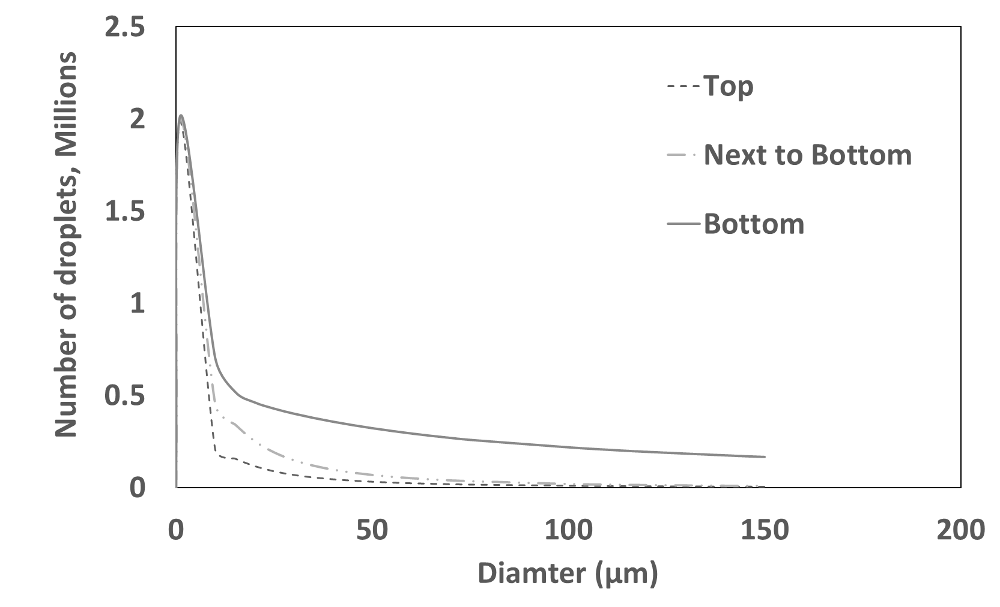 Number of droplets, Millions
2.5
2
1.5
1
0.5
0
Top
Next to Bottom
Bottom
0 50 100 150 200
Diamter (µm)